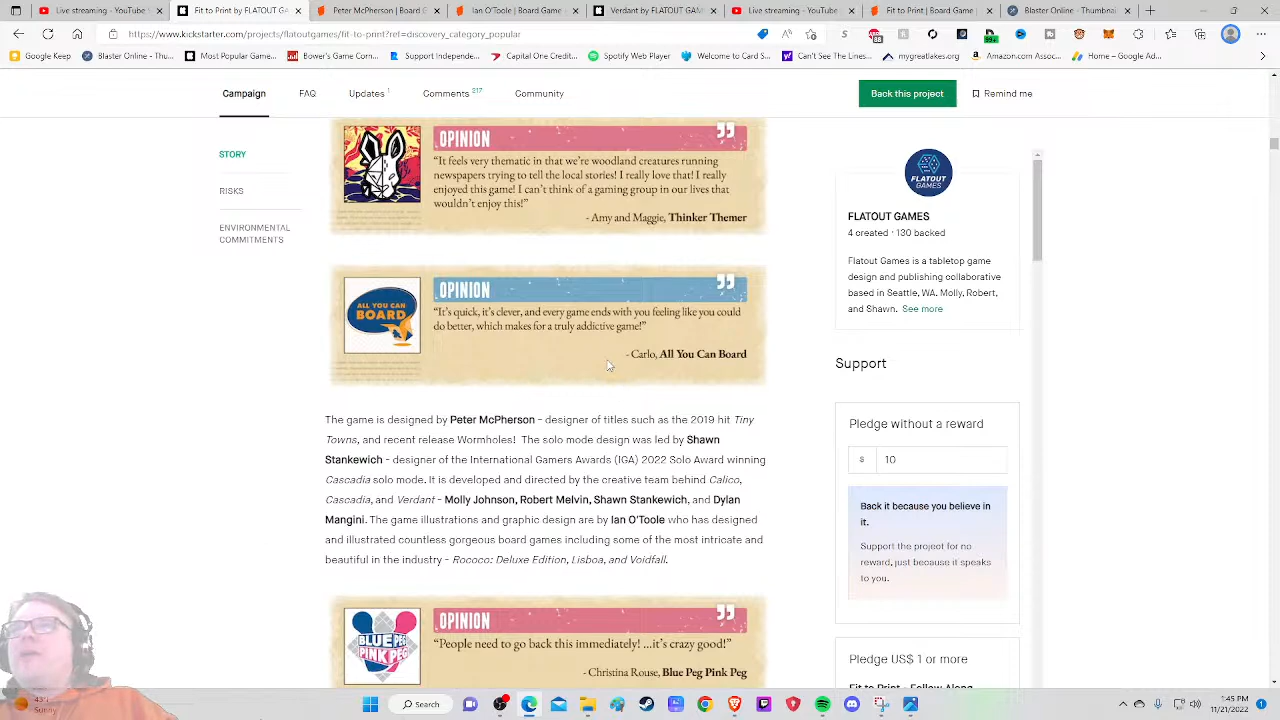 Live streaming - YouTube
Fit to Print by FLATOUT GA
Board Games by
Ian O'Toole | Board Game
Verdant by FLATOUT GAM
Live streaming - YouTube
Fit to Print | Board Game
Blaster Online - Thumbnai
https://www.kickstarter.com/projects/flatoutgames/fit-to-print?ref=discovery_category_popular
Google Keep
Blaster Online - Thu...
Most Popular Game...
Bower's Game Corn...
Support Independe...
Capital One Credit...
Spotify Web Player
Welcome to Card S...
Yahoo!
mygreatlakes.org
Amazon.com Assoc...
Home – Google Ad...
Campaign
FAQ
Updates 1
Comments 317
Community
Back this project
Remind me
STORY
RISKS
ENVIRONMENTAL
COMMITMENTS
OPINION
“It feels very thematic in that we’re woodland creatures running
newspapers trying to tell the local stories! I really love that! I really
enjoyed this game! I can’t think of a gaming group in our lives that
wouldn’t enjoy this!”
- Amy and Maggie, Thinker Themer
ALL YOU CAN
BOARD
OPINION
“It’s quick, it’s clever, and every game ends with you feeling like you could
do better, which makes for a truly addictive game!”
- Carlo, All You Can Board
The game is designed by Peter McPherson - designer of titles such as the 2019 hit Tiny
Towns, and recent release Wormholes! The solo mode design was led by Shawn
Stankewich - designer of the International Gamers Awards (IGA) 2022 Solo Award winning
Cascadia solo mode. It is developed and directed by the creative team behind Calico,
Cascadia, and Verdant - Molly Johnson, Robert Melvin, Shawn Stankewich, and Dylan
Mangini. The game illustrations and graphic design are by Ian O'Toole who has designed
and illustrated countless gorgeous board games including some of the most intricate and
beautiful in the industry - Rococo: Deluxe Edition, Lisboa, and Voidfall.
BLUE PEG
PINK PEG
OPINION
“People need to go back this immediately! ...it’s crazy good!”
- Christina Rouse, Blue Peg Pink Peg
FLATOUT
GAMES
FLATOUT GAMES
4 created · 130 backed
Flatout Games is a tabletop game
design and publishing collective
based in Seattle, WA. Molly, Robert,
and Shawn. See more
Support
Pledge without a reward
$ 10
Back it because you believe in
it.
Support the project for no
reward, just because it speaks
to you.
Pledge US$ 1 or more
Fit to Print - Follow Along
Sunny
Search
1:45 PM
11/21/2022